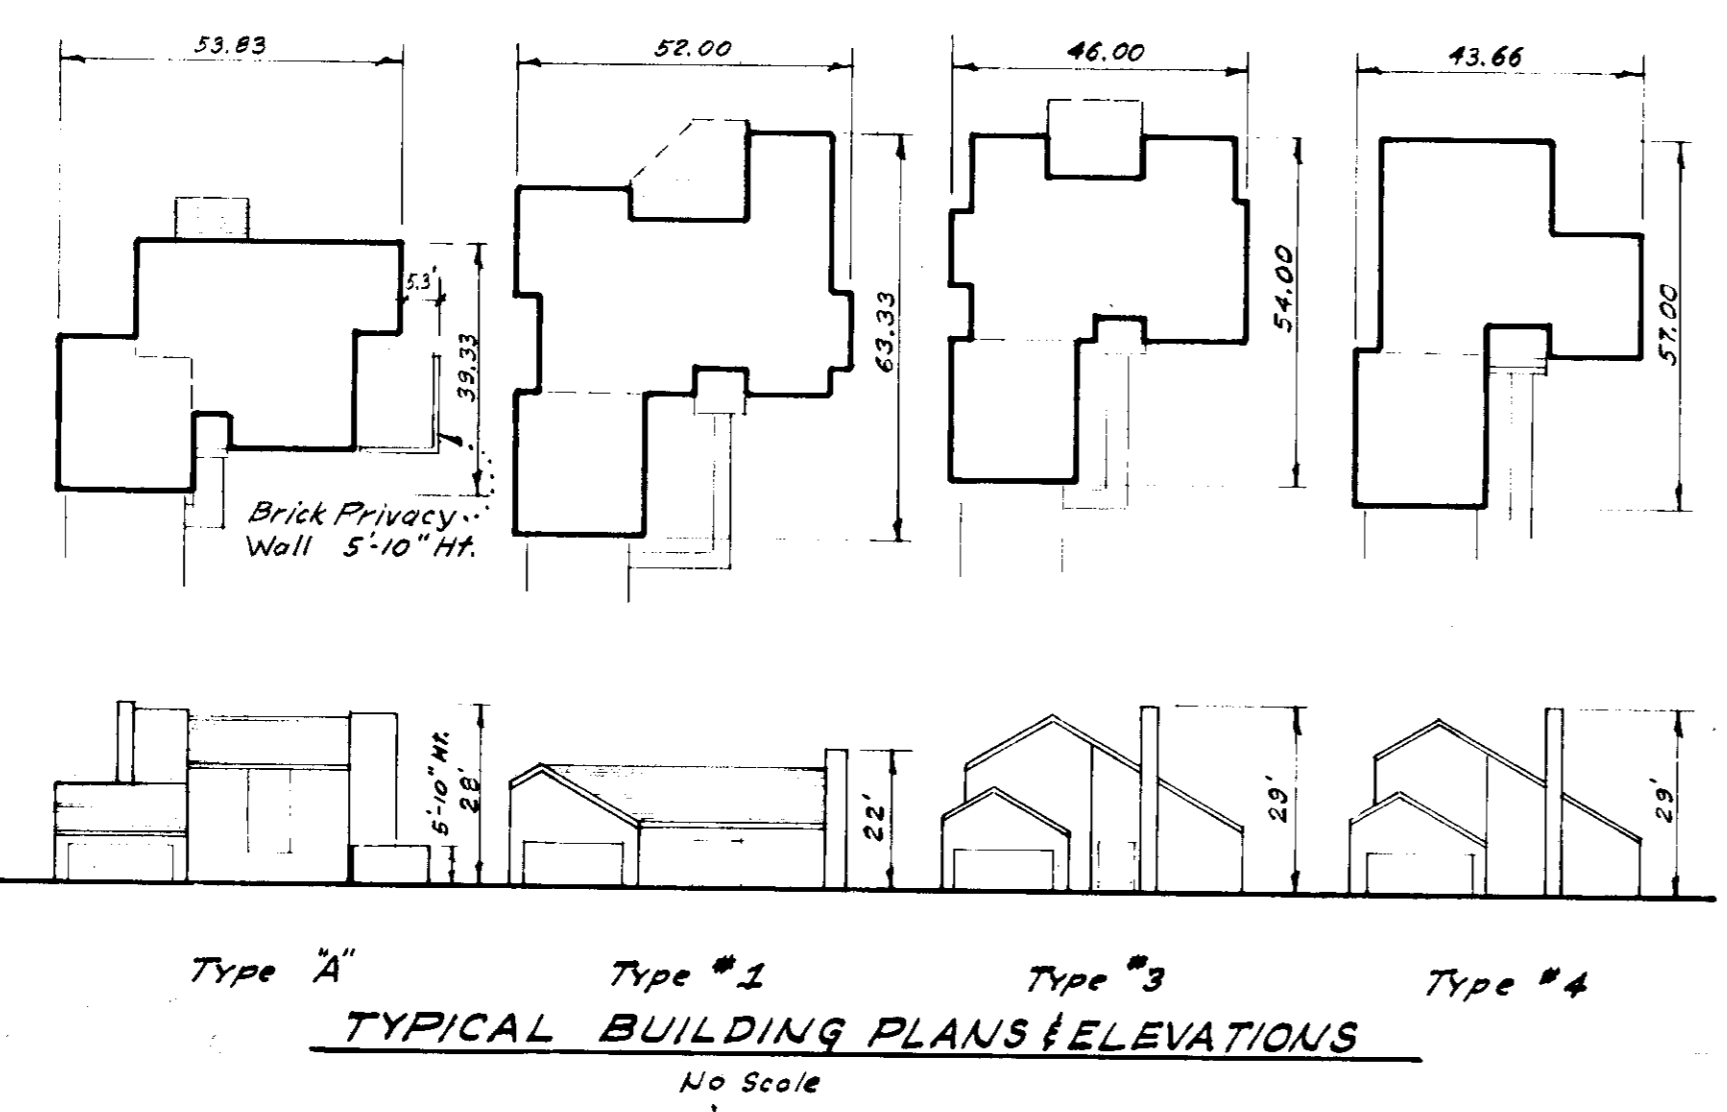 53.83
52.00
46.00
43.66
5.3'
39.33
63.33
54.00
57.00
Brick Privacy
Wall 5'-10" Ht.
5'-10" Ht.
28'
22'
29'
29'
Type "A"
Type #1
Type #3
Type #4
TYPICAL BUILDING PLANS & ELEVATIONS
No Scale